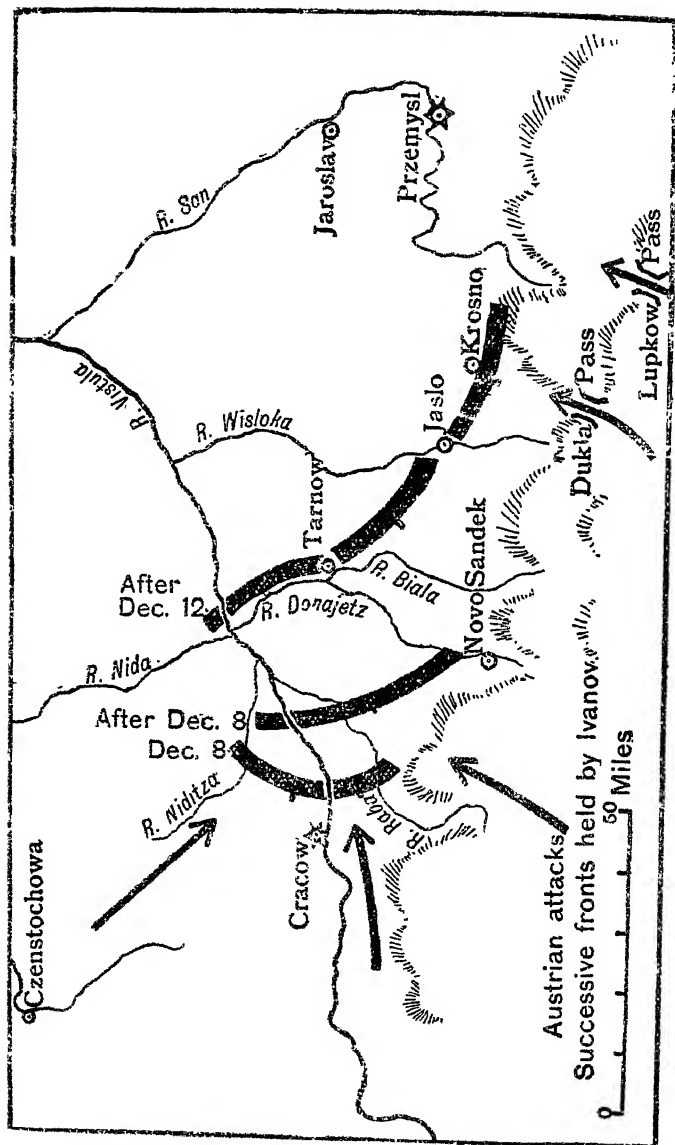 Czenstochowa
R. Niditza
Cracow
R. Raba
Dec. 8
After Dec. 8
R. Nida
After
Dec. 12
R. Vistula
R. Donajetz
R. Biala
Novo Sandek
Tarnow
R. Wisloka
Jaslo
Krosno
R. San
Jaroslav
Przemysl
Dukla Pass
Lupkow Pass
Austrian attacks
Successive fronts held by Ivanov.
0 50
Miles